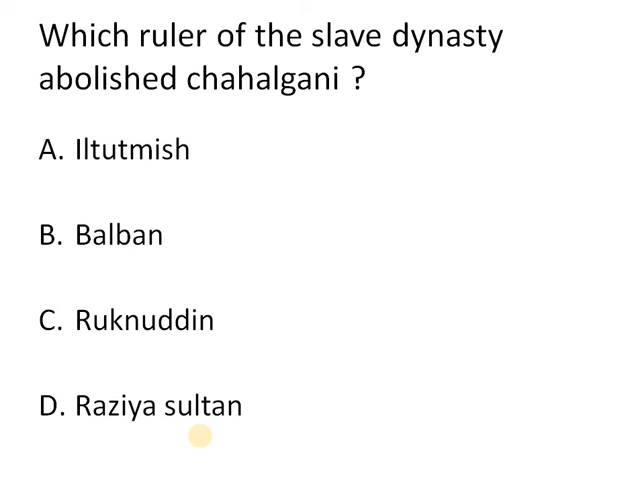 Which ruler of the slave dynasty
abolished chahalgani ?
A. Iltutmish
B. Balban
C. Ruknuddin
D. Raziya sultan